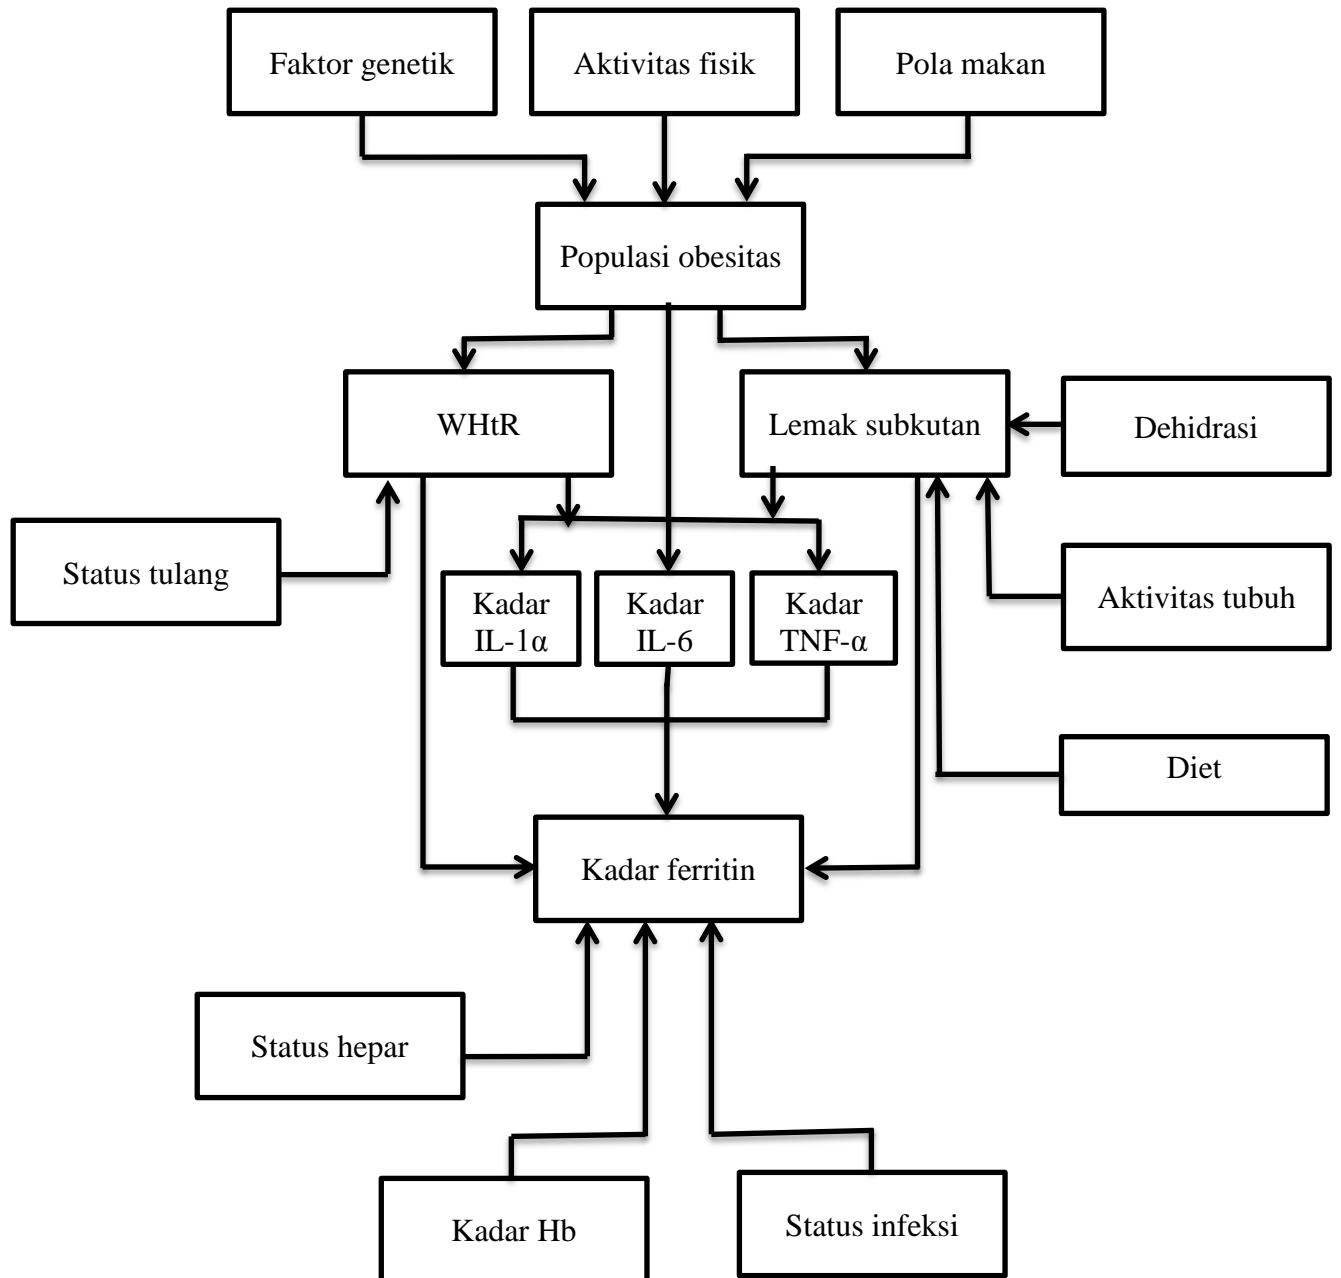 Faktor genetik
Aktivitas fisik
Pola makan
Populasi obesitas
WHtR
Lemak subkutan
Dehidrasi
Status tulang
Kadar
IL-1α
Kadar
IL-6
Kadar
TNF-α
Aktivitas tubuh
Diet
Kadar ferritin
Status hepar
Kadar Hb
Status infeksi